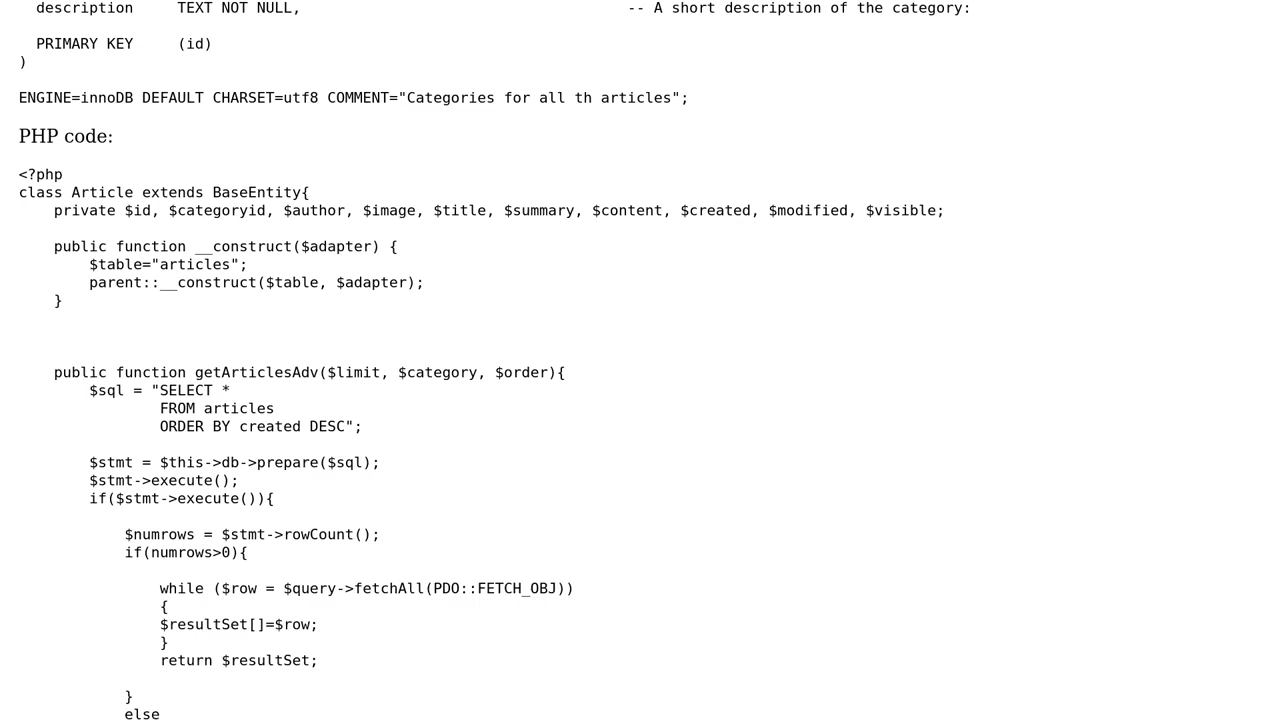 description     TEXT NOT NULL,                                     -- A short description of the category:
  PRIMARY KEY     (id)
)
ENGINE=innoDB DEFAULT CHARSET=utf8 COMMENT="Categories for all th articles";
PHP code:
<?php
class Article extends BaseEntity{
    private $id, $categoryid, $author, $image, $title, $summary, $content, $created, $modified, $visible;
    public function __construct($adapter) {
        $table="articles";
        parent::__construct($table, $adapter);
    }
    public function getArticlesAdv($limit, $category, $order){
        $sql = "SELECT *
                FROM articles
                ORDER BY created DESC";
        $stmt = $this->db->prepare($sql);
        $stmt->execute();
        if($stmt->execute()){
            $numrows = $stmt->rowCount();
            if(numrows>0){
                while ($row = $query->fetchAll(PDO::FETCH_OBJ))
                {
                $resultSet[]=$row;
                }
                return $resultSet;
            }
            else